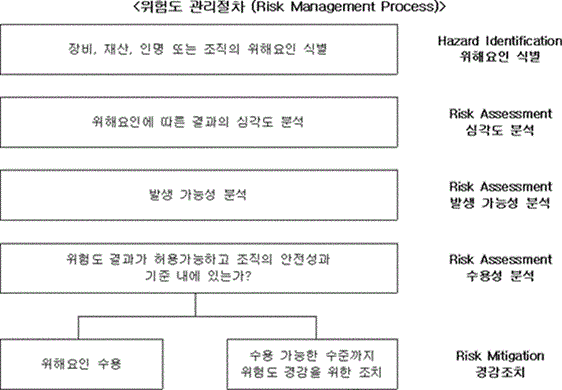 <위험도 관리절차 (Risk Management Process)>
장비, 재산, 인명 또는 조직의 위해요인 식별
Hazard Identification
위해요인 식별
위해요인에 따른 결과의 심각도 분석
Risk Assessment
심각도 분석
발생 가능성 분석
Risk Assessment
발생 가능성 분석
위험도 결과가 허용가능하고 조직의 안전성과
기준 내에 있는가?
Risk Assessment
수용성 분석
위해요인 수용
수용 가능한 수준까지
위험도 경감을 위한 조치
Risk Mitigation
경감조치